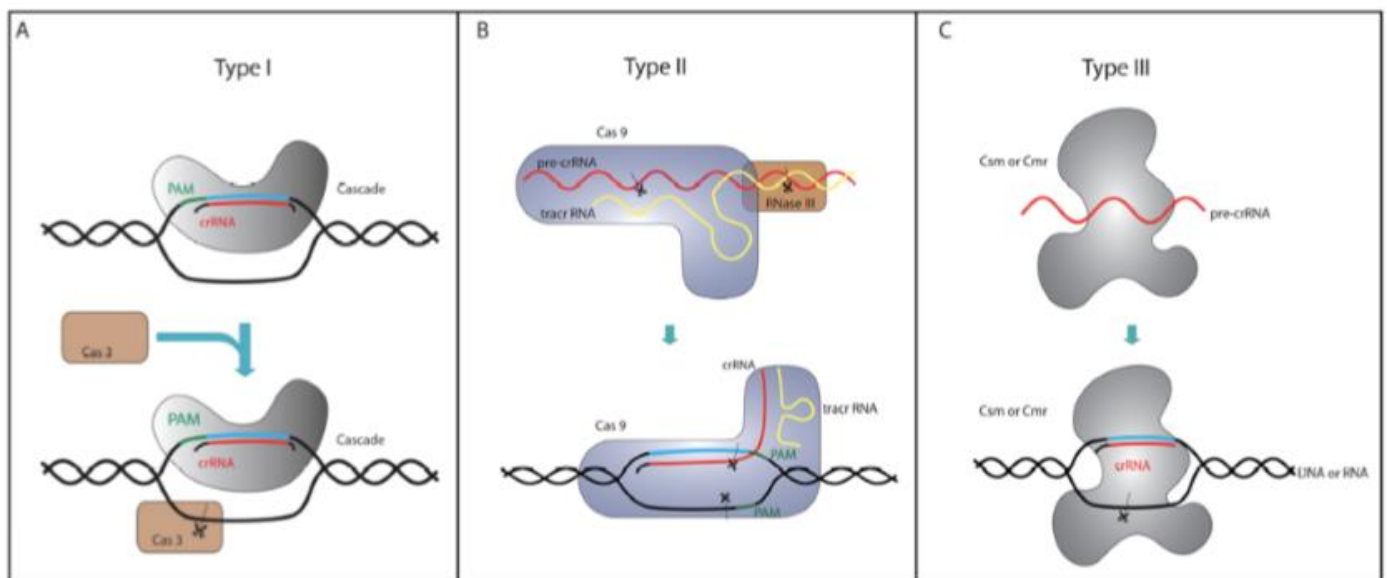 A
Type I
PAM
Cascade
crRNA
Cas 3
PAM
Cascade
crRNA
Cas 3
B
Type II
Cas 9
pre-crRNA
tracr RNA
RNase III
crRNA
tracr RNA
Cas 9
PAM
PAM
C
Type III
Csm or Cmr
pre-crRNA
Csm or Cmr
crRNA
DNA or RNA